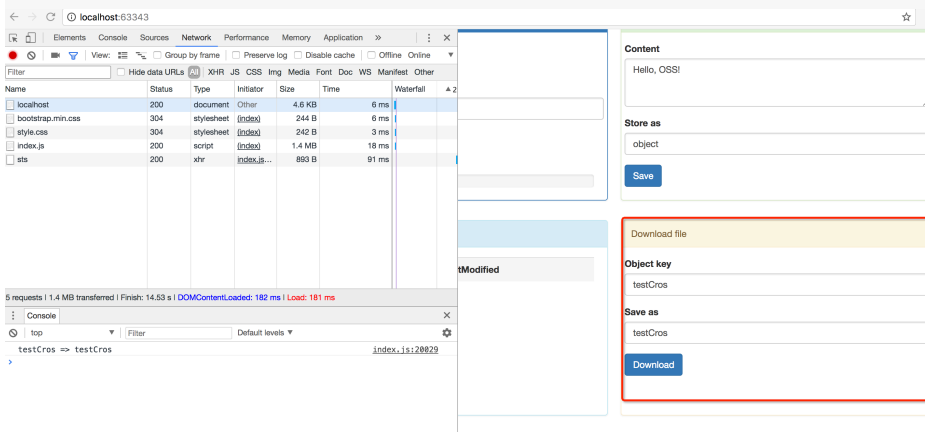 localhost:63343
Elements Console Sources Network Performance Memory Application »
View: Group by frame Preserve log Disable cache Offline Online
Filter Hide data URLs All XHR JS CSS Img Media Font Doc WS Manifest Other
Name Status Type Initiator Size Time Waterfall
localhost 200 document Other 4.6 KB 6 ms
bootstrap.min.css 304 stylesheet (index) 244 B 6 ms
style.css 304 stylesheet (index) 242 B 3 ms
index.js 200 script (index) 1.4 MB 18 ms
sts 200 xhr index.js... 893 B 91 ms
5 requests | 1.4 MB transferred | Finish: 14.53 s | DOMContentLoaded: 182 ms | Load: 181 ms
Console
top Filter Default levels ▼
testCros => testCros index.js:20029
>
tModified
Content
Hello, OSS!
Store as
object
Save
Download file
Object key
testCros
Save as
testCros
Download